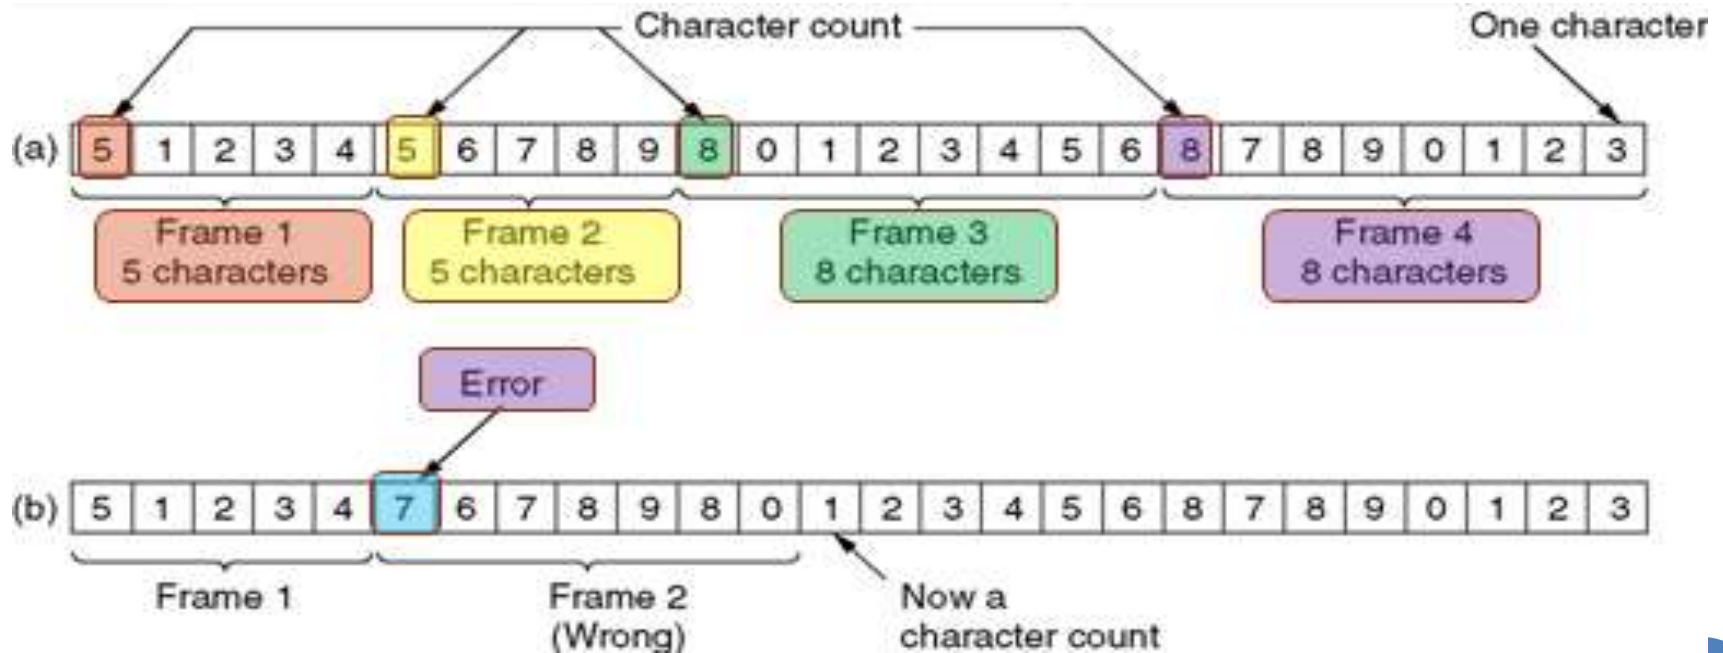 Character count One character
(a) 5 1 2 3 4 5 6 7 8 9 8 0 1 2 3 4 5 6 8 7 8 9 0 1 2 3
Frame 1
5 characters
Frame 2
5 characters
Frame 3
8 characters
Frame 4
8 characters
Error
(b) 5 1 2 3 4 7 6 7 8 9 8 0 1 2 3 4 5 6 8 7 8 9 0 1 2 3
Frame 1
Frame 2
(Wrong)
Now a
character count